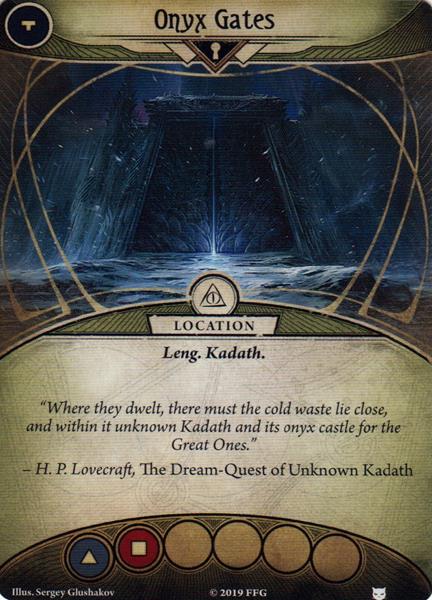 Onyx Gates
LOCATION
Leng. Kadath.
“Where they dwelt, there must the cold waste lie close,
and within it unknown Kadath and its onyx castle for the
Great Ones.”
– H. P. Lovecraft, The Dream-Quest of Unknown Kadath
Illus. Sergey Glushakov
© 2019 FFG